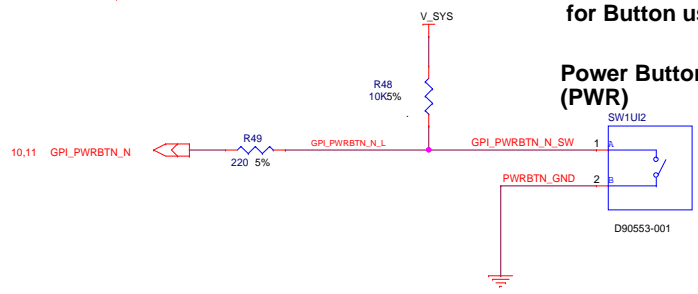 for Button us
V_SYS
Power Button
(PWR)
R48
10K5%
SW1UI2
R49
10,11 GPI_PWRBTN_N
GPI_PWRBTN_N_L
GPI_PWRBTN_N_SW
1
A
220 5%
PWRBTN_GND
2
B
D90553-001